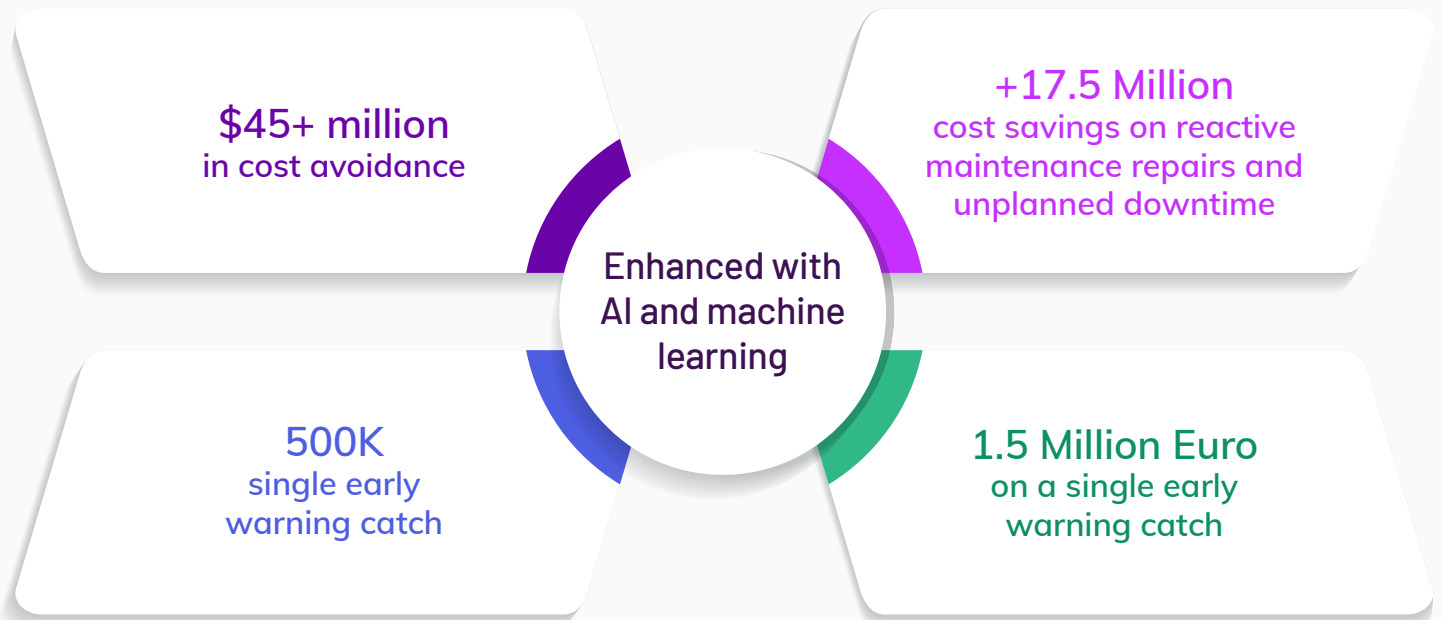 $45+ million
in cost avoidance
+17.5 Million
cost savings on reactive
maintenance repairs and
unplanned downtime
Enhanced with
AI and machine
learning
500K
single early
warning catch
1.5 Million Euro
on a single early
warning catch